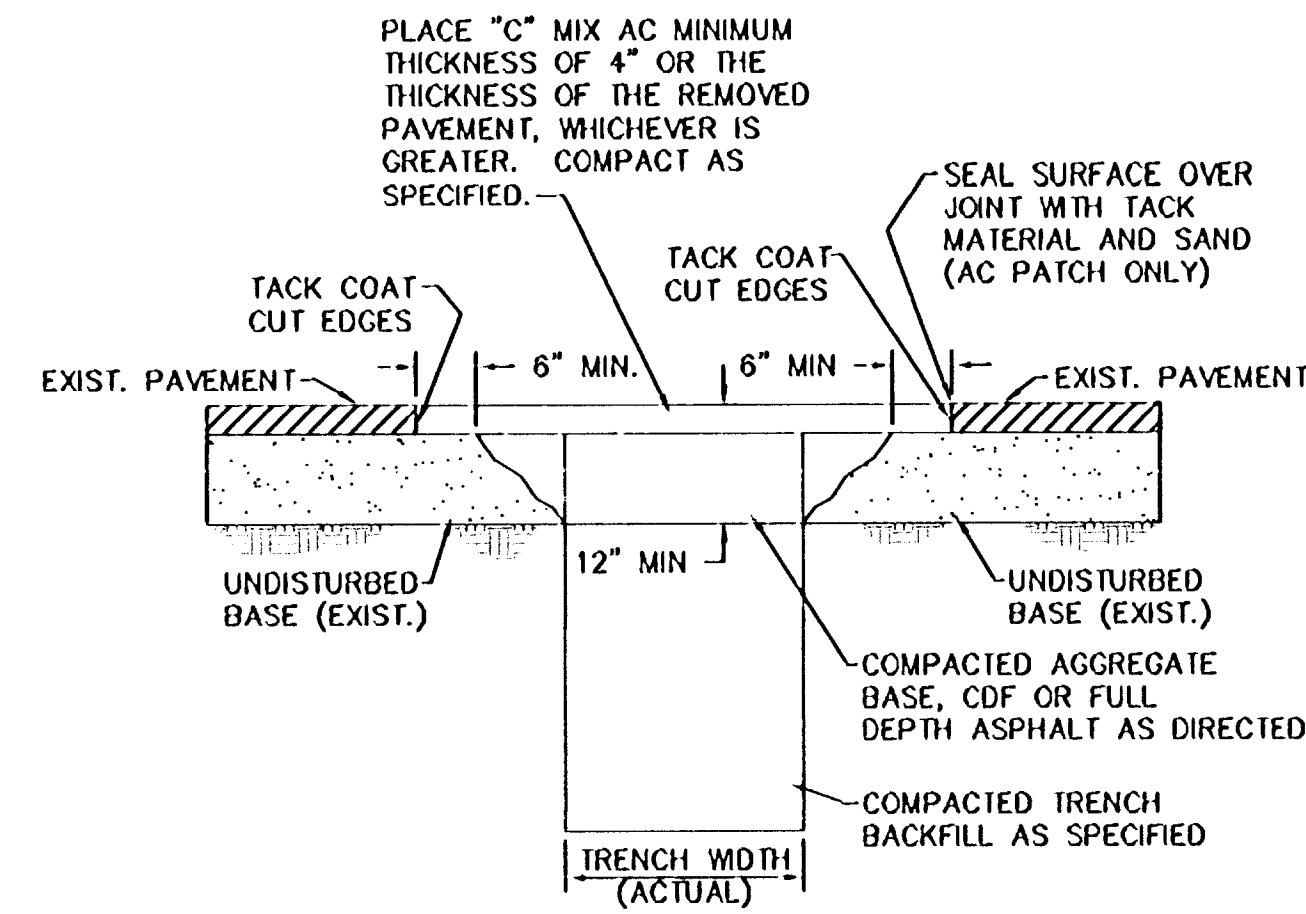 PLACE "C" MIX AC MINIMUM
THICKNESS OF 4" OR THE
THICKNESS OF THE REMOVED
PAVEMENT, WHICHEVER IS
GREATER. COMPACT AS
SPECIFIED.
SEAL SURFACE OVER
JOINT WITH TACK
MATERIAL AND SAND
(AC PATCH ONLY)
TACK COAT
CUT EDGES
TACK COAT
CUT EDGES
6" MIN.
6" MIN
EXIST. PAVEMENT
EXIST. PAVEMENT
12" MIN
UNDISTURBED
BASE (EXIST.)
UNDISTURBED
BASE (EXIST.)
COMPACTED AGGREGATE
BASE, CDF OR FULL
DEPTH ASPHALT AS DIRECTED
COMPACTED TRENCH
BACKFILL AS SPECIFIED
TRENCH WIDTH
(ACTUAL)